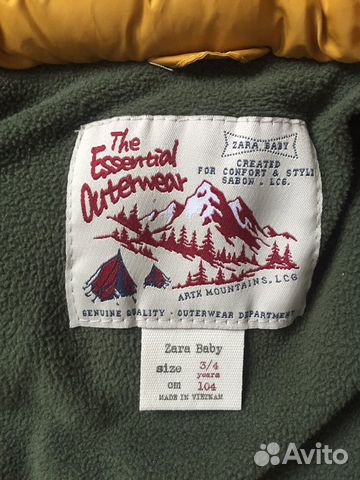 The
Essential
Outerwear
ZARA BABY
CREATED
FOR CONFORT & STYLE
SABON . LCG.
ARTX MOUNTAINS, LCG
GENUINE QUALITY · OUTERWEAR DEPARTMENT
Zara Baby
size 3/4
years
cm 104
MADE IN VIETNAM
Avito